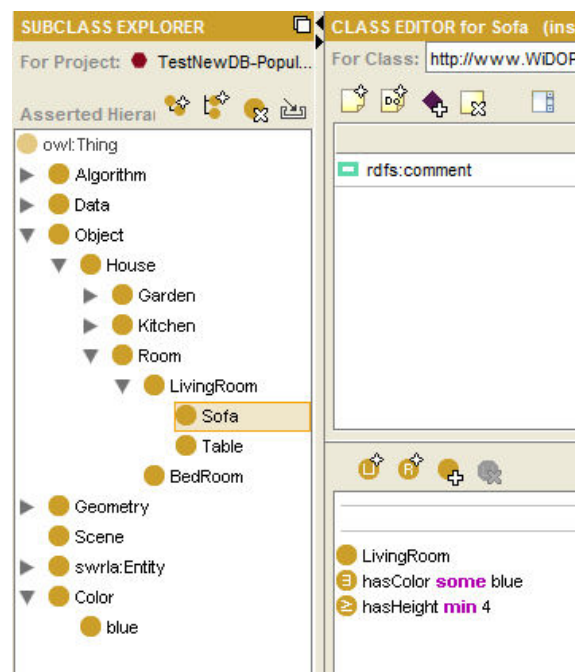 SUBCLASS EXPLORER
For Project: TestNewDB-Popul...
Asserted Hierar
owl:Thing
Algorithm
Data
Object
House
Garden
Kitchen
Room
LivingRoom
Sofa
Table
BedRoom
Geometry
Scene
swrla:Entity
Color
blue
CLASS EDITOR for Sofa (ins
For Class: http://www.WiDOP
rdfs:comment
LivingRoom
hasColor some blue
hasHeight min 4